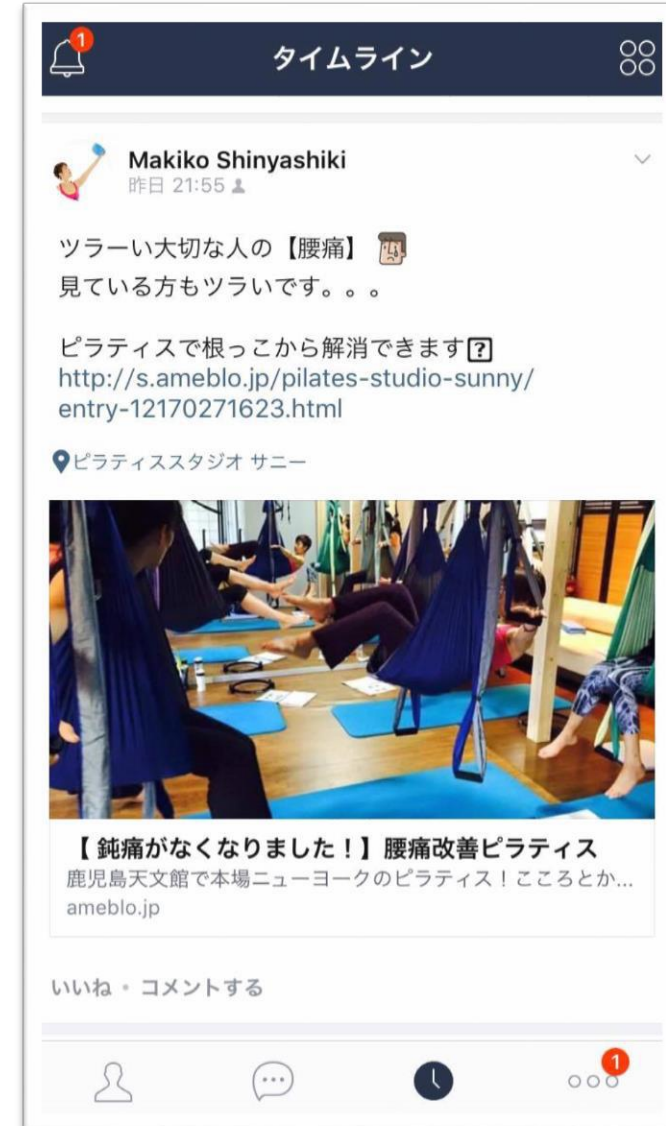 1
タイムライン
Makiko Shinyashiki
昨日 21:55
ツラーい大切な人の【腰痛】
見ている方もツラいです。。。
ピラティスで根っこから解消できます?
http://s.ameblo.jp/pilates-studio-sunny/
entry-12170271623.html
ピラティススタジオ サニー
【 鈍痛がなくなりました！】腰痛改善ピラティス
鹿児島天文館で本場ニューヨークのピラティス！こころとか...
ameblo.jp
いいね • コメントする
1